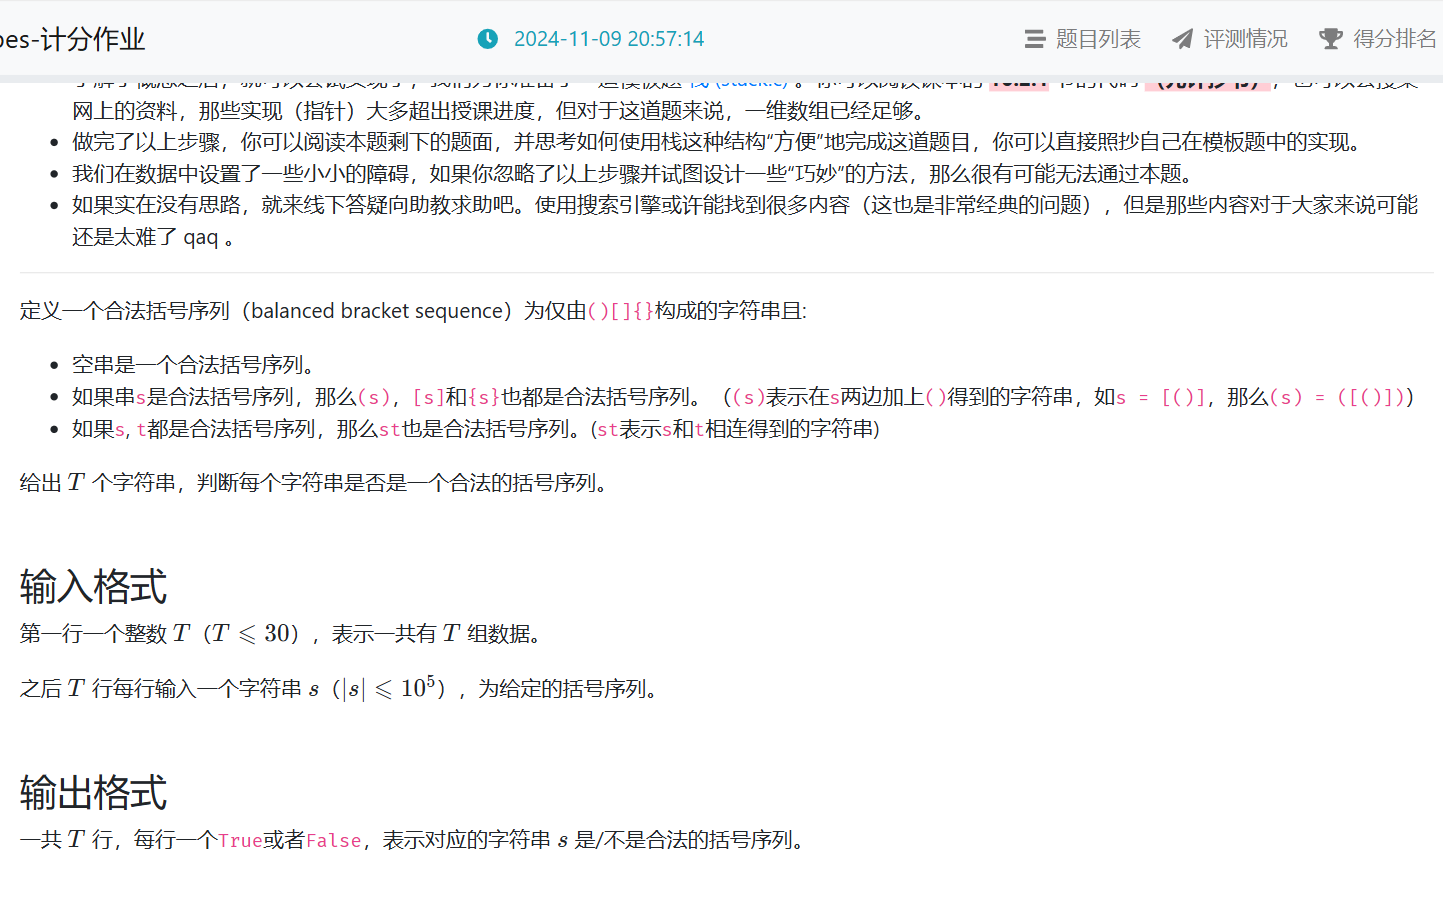 pes-计分作业
2024-11-09 20:57:14
题目列表
评测情况
得分排名
网上的资料，那些实现（指针）大多超出授课进度，但对于这道题来说，一维数组已经足够。
做完了以上步骤，你可以阅读本题剩下的题面，并思考如何使用栈这种结构“方便”地完成这道题目，你可以直接照抄自己在模板题中的实现。
我们在数据中设置了一些小小的障碍，如果你忽略了以上步骤并试图设计一些“巧妙”的方法，那么很有可能无法通过本题。
如果实在没有思路，就来线下答疑向助教求助吧。使用搜索引擎或许能找到很多内容（这也是非常经典的问题），但是那些内容对于大家来说可能
还是太难了 qaq 。
定义一个合法括号序列（balanced bracket sequence）为仅由()[]{}构成的字符串且:
空串是一个合法括号序列。
如果串s是合法括号序列，那么(s)，[s]和{s}也都是合法括号序列。（(s)表示在s两边加上()得到的字符串，如s = [()]，那么(s) = ([()])）
如果s, t都是合法括号序列，那么st也是合法括号序列。(st表示s和t相连得到的字符串)
给出 T 个字符串，判断每个字符串是否是一个合法的括号序列。
输入格式
第一行一个整数 T（T ⩽ 30），表示一共有 T 组数据。
之后 T 行每行输入一个字符串 s（|s| ⩽ 10⁵），为给定的括号序列。
输出格式
一共 T 行，每行一个True或者False，表示对应的字符串 s 是/不是合法的括号序列。